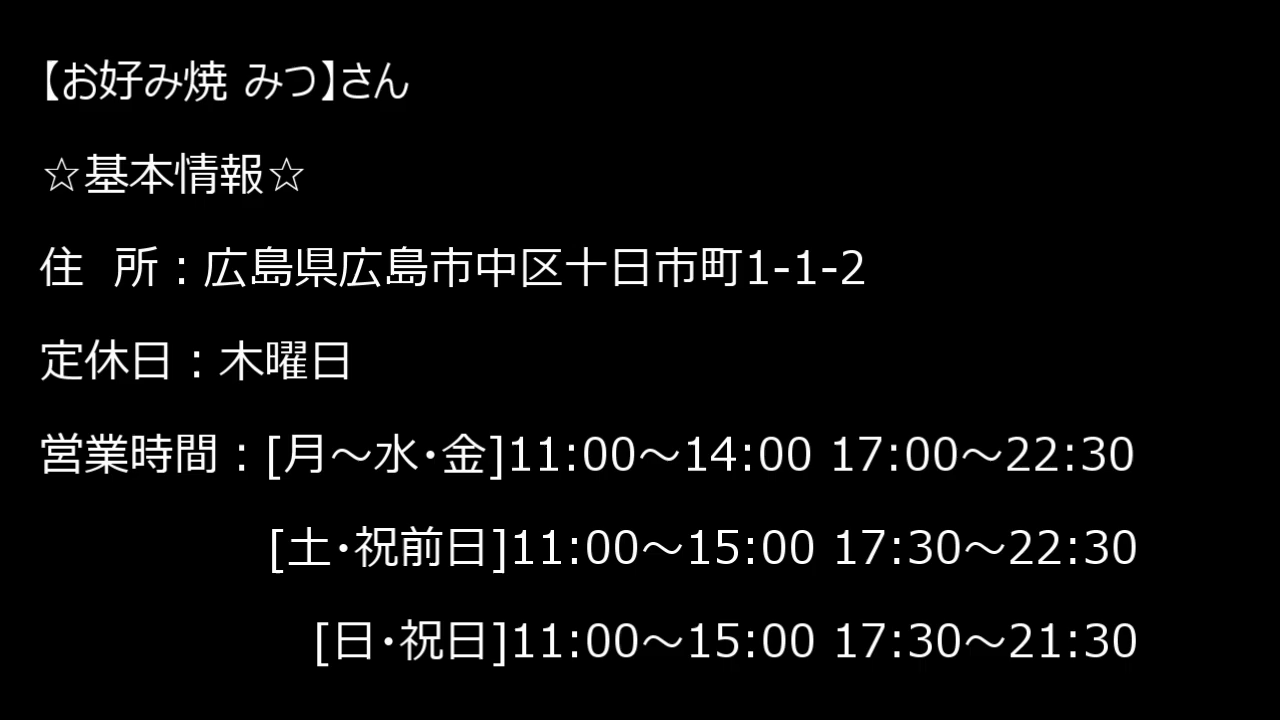 【お好み焼 みつ】さん
☆基本情報☆
住　所：広島県広島市中区十日市町1-1-2
定休日：木曜日
営業時間：[月～水・金]11:00～14:00 17:00～22:30
[土・祝前日]11:00～15:00 17:30～22:30
[日・祝日]11:00～15:00 17:30～21:30